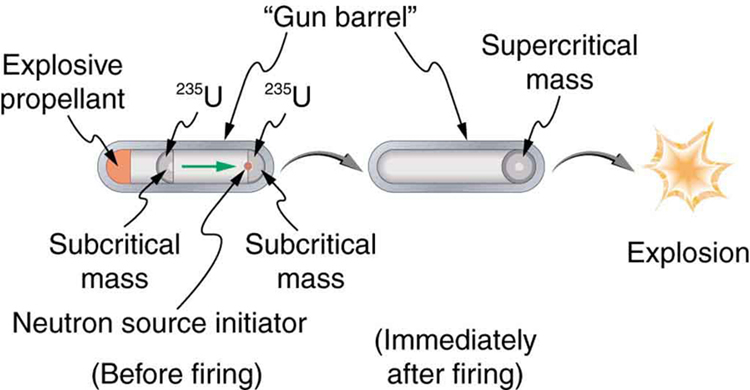 “Gun barrel”
Explosive
propellant
²³⁵U
²³⁵U
Supercritical
mass
Subcritical
mass
Subcritical
mass
Neutron source initiator
(Before firing)
(Immediately
after firing)
Explosion